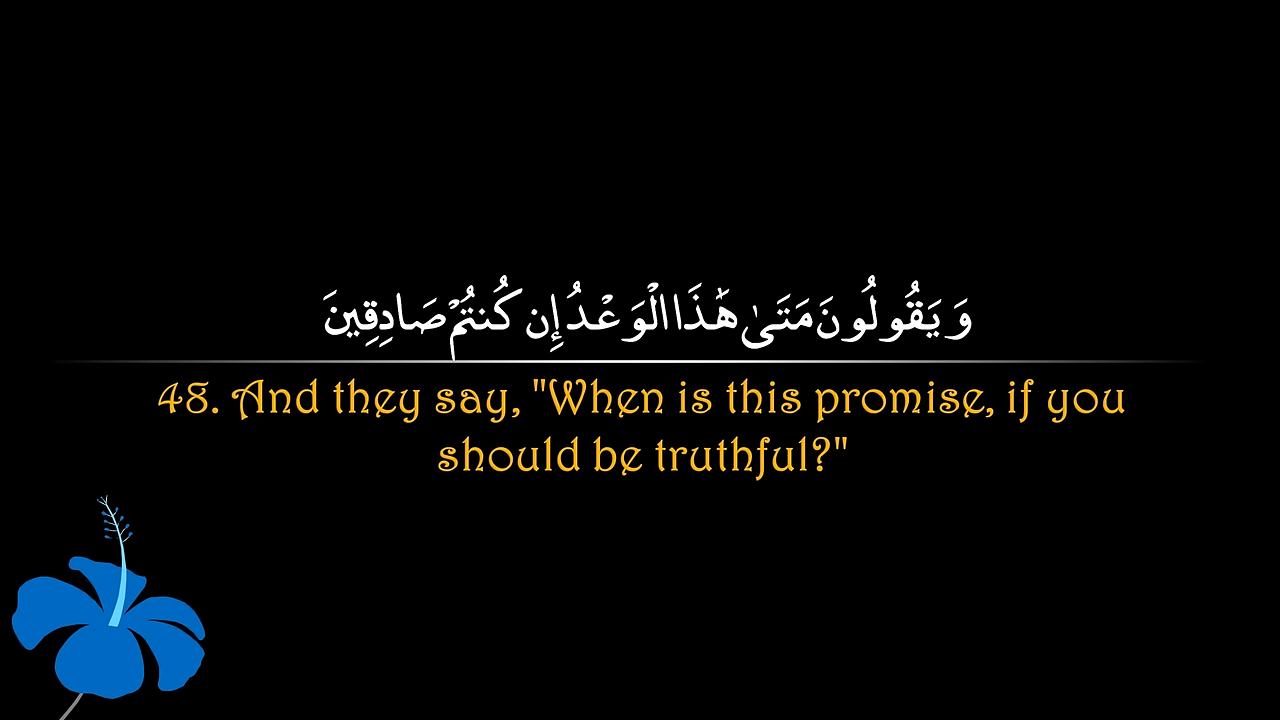 وَيَقُولُونَ مَتَىٰ هَٰذَا الْوَعْدُ إِن كُنتُمْ صَادِقِينَ
48. And they say, "When is this promise, if you
should be truthful?"